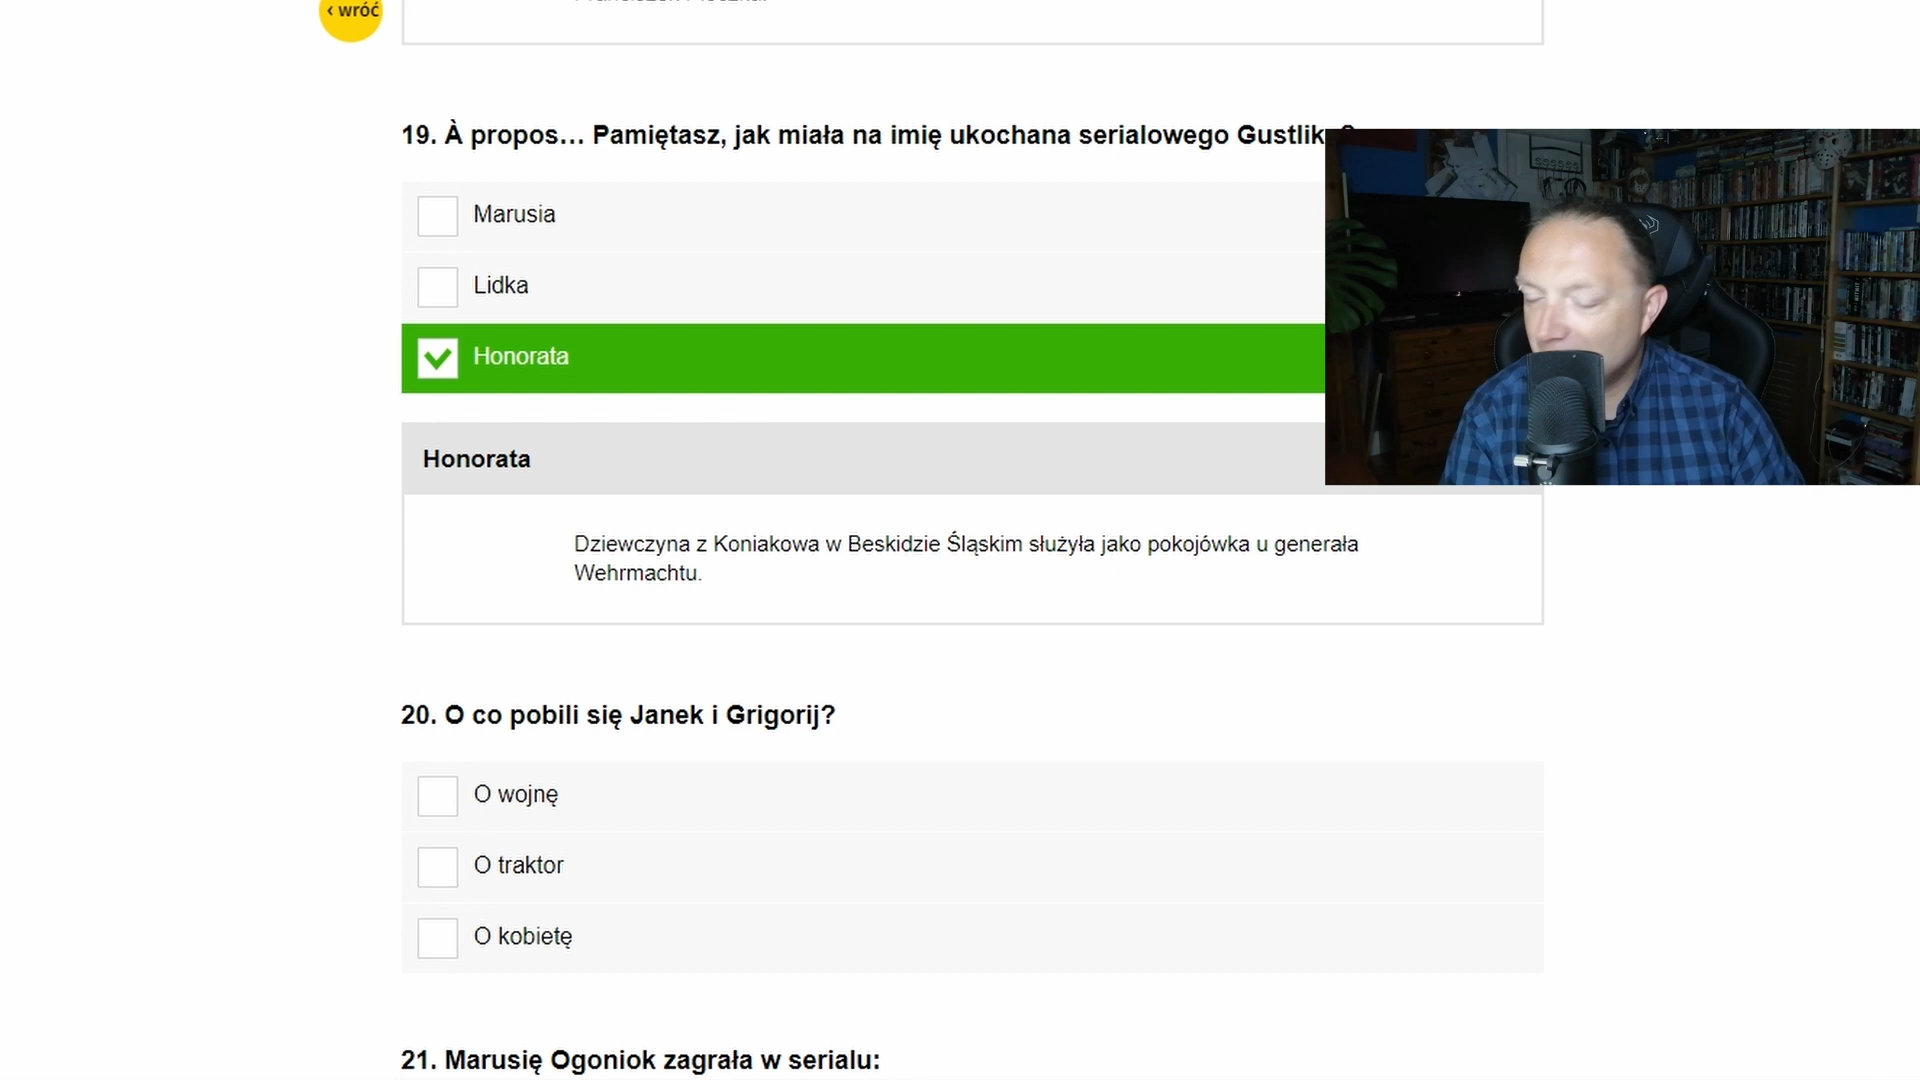 ‹ wróć
19. À propos… Pamiętasz, jak miała na imię ukochana serialowego
Marusia
Lidka
Honorata
Honorata
Dziewczyna z Koniakowa w Beskidzie Śląskim służyła jako pokojówka u generała
Wehrmachtu.
20. O co pobili się Janek i Grigorij?
O wojnę
O traktor
O kobietę
21. Marusię Ogoniok zagrała w serialu: